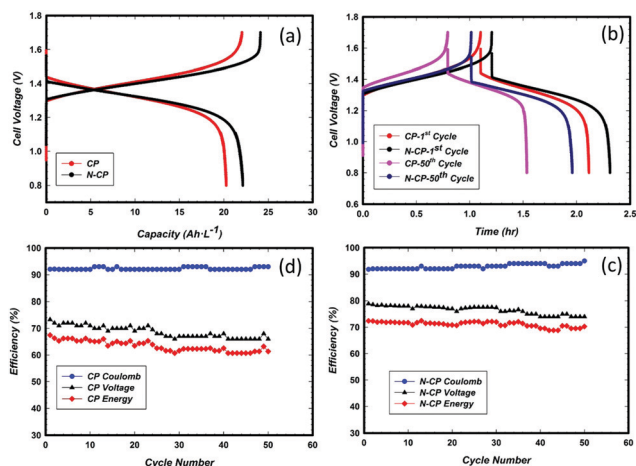 1.8
1.6
1.4
1.2
1.0
0.8
Cell Voltage (V)
(a)
CP
N-CP
0
5
10
15
20
25
30
Capacity (Ah·L⁻¹)
1.8
1.6
1.4
1.2
1.0
0.8
Cell Voltage (V)
(b)
CP-1st Cycle
N-CP-1st Cycle
CP-50th Cycle
N-CP-50th Cycle
0.0
0.5
1.0
1.5
2.0
2.5
Time (hr)
100
90
80
70
60
50
40
30
Efficiency (%)
(d)
CP Coulomb
CP Voltage
CP Energy
0
10
20
30
40
50
60
Cycle Number
100
90
80
70
60
50
40
30
Efficiency (%)
(c)
N-CP Coulomb
N-CP Voltage
N-CP Energy
0
10
20
30
40
50
60
Cycle Number